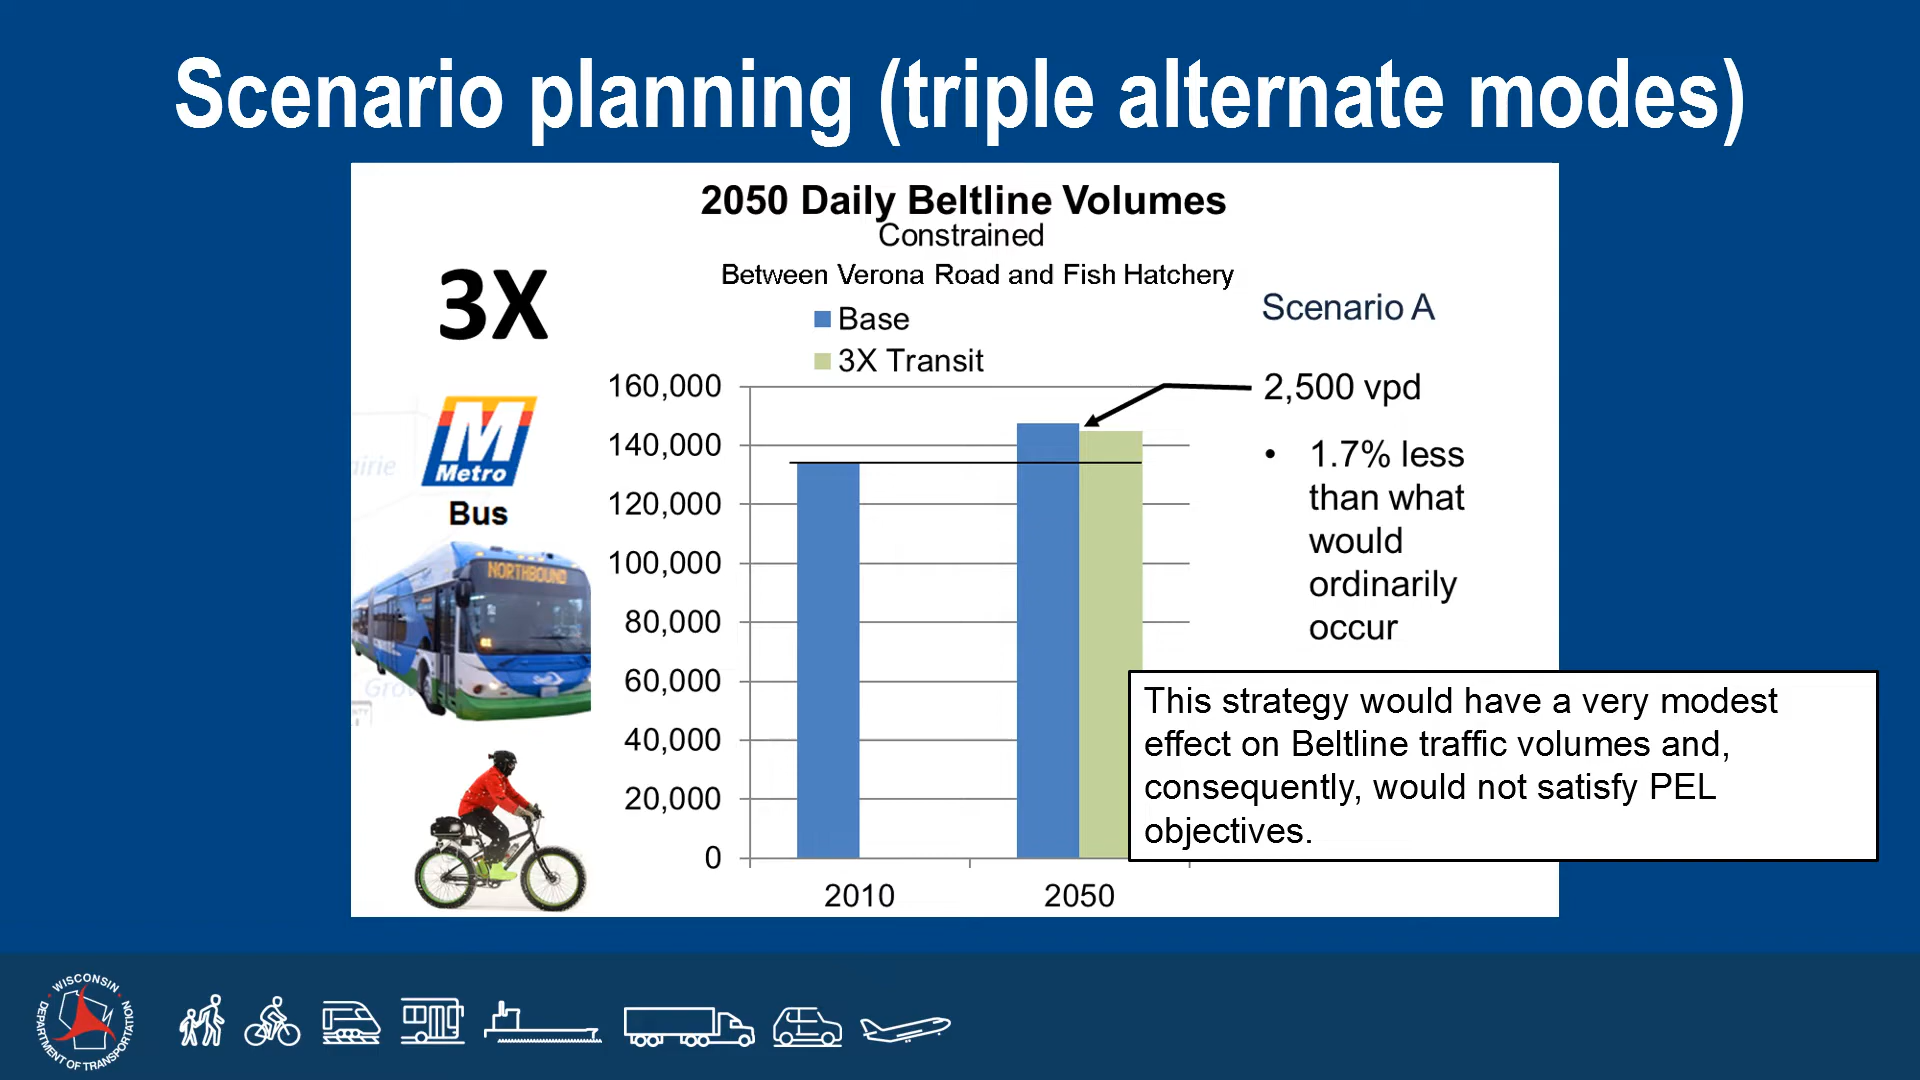 Scenario planning (triple alternate modes)
2050 Daily Beltline Volumes
Constrained
Between Verona Road and Fish Hatchery
3X
Base
3X Transit
Scenario A
160,000
140,000
120,000
100,000
80,000
60,000
40,000
20,000
0
2010
2050
2,500 vpd
• 1.7% less
than what
would
ordinarily
occur
M
Metro
Bus
NORTHBOUND
This strategy would have a very modest
effect on Beltline traffic volumes and,
consequently, would not satisfy PEL
objectives.
WISCONSIN
DEPARTMENT OF TRANSPORTATION